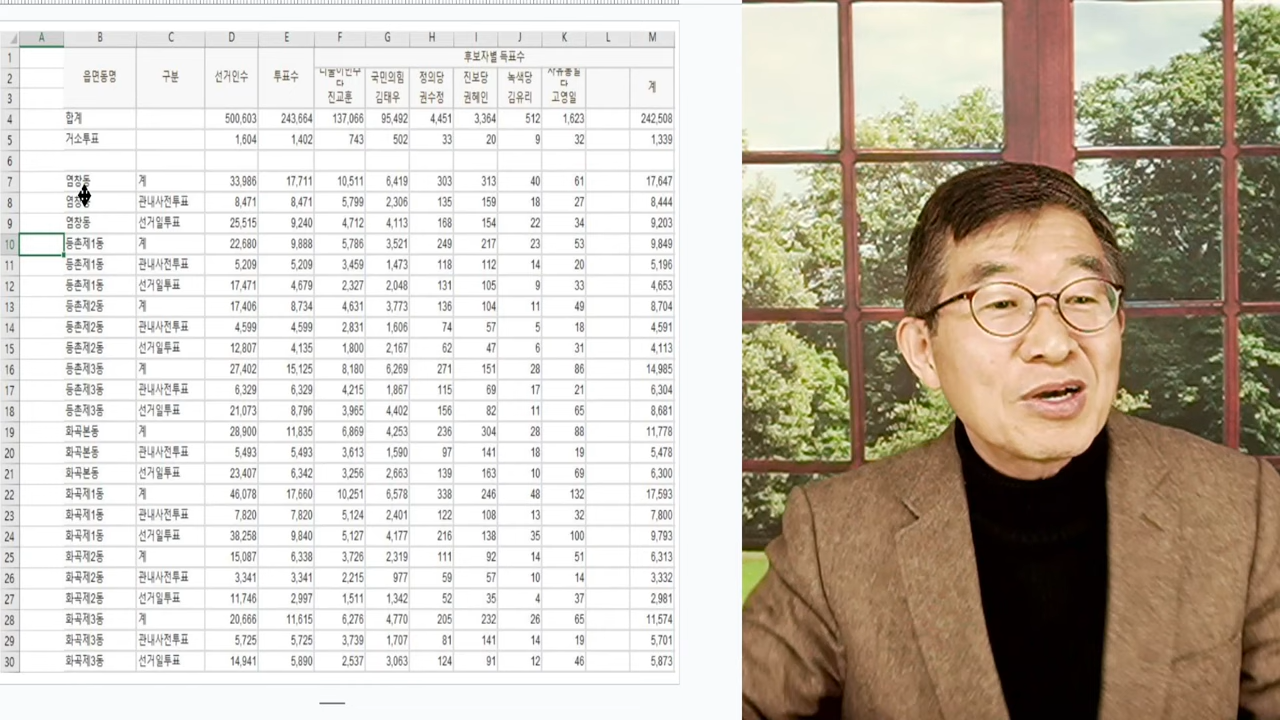 A B C D E F G H I J K L M
1 후보자별 득표수
2 읍면동명 구분 선거인수 투표수 국민의힘 정의당 진보당 녹색당 계
3 진교훈 김태우 권수정 권혜인 김유리 고영일
4 합계 500,603 243,664 137,066 95,492 4,451 3,364 512 1,623 242,508
5 거소투표 1,604 1,402 743 502 33 20 9 32 1,339
6
7 염창동 계 33,986 17,711 10,511 6,419 303 313 40 61 17,647
8 염창동 관내사전투표 8,471 8,471 5,799 2,306 135 159 18 27 8,444
9 염창동 선거일투표 25,515 9,240 4,712 4,113 168 154 22 34 9,203
10 등촌제1동 계 22,680 9,888 5,786 3,521 249 217 23 53 9,849
11 등촌제1동 관내사전투표 5,209 5,209 3,459 1,473 118 112 14 20 5,196
12 등촌제1동 선거일투표 17,471 4,679 2,327 2,048 131 105 9 33 4,653
13 등촌제2동 계 17,406 8,734 4,631 3,773 136 104 11 49 8,704
14 등촌제2동 관내사전투표 4,599 4,599 2,831 1,606 74 57 5 18 4,591
15 등촌제2동 선거일투표 12,807 4,135 1,800 2,167 62 47 6 31 4,113
16 등촌제3동 계 27,402 15,125 8,180 6,269 271 151 28 86 14,985
17 등촌제3동 관내사전투표 6,329 6,329 4,215 1,867 115 69 17 21 6,304
18 등촌제3동 선거일투표 21,073 8,796 3,965 4,402 156 82 11 65 8,681
19 화곡본동 계 28,900 11,835 6,869 4,253 236 304 28 88 11,778
20 화곡본동 관내사전투표 5,493 5,493 3,613 1,590 97 141 18 19 5,478
21 화곡본동 선거일투표 23,407 6,342 3,256 2,663 139 163 10 69 6,300
22 화곡제1동 계 46,078 17,660 10,251 6,578 338 246 48 132 17,593
23 화곡제1동 관내사전투표 7,820 7,820 5,124 2,401 122 108 13 32 7,800
24 화곡제1동 선거일투표 38,258 9,840 5,127 4,177 216 138 35 100 9,793
25 화곡제2동 계 15,087 6,338 3,726 2,319 111 92 14 51 6,313
26 화곡제2동 관내사전투표 3,341 3,341 2,215 977 59 57 10 14 3,332
27 화곡제2동 선거일투표 11,746 2,997 1,511 1,342 52 35 4 37 2,981
28 화곡제3동 계 20,666 11,615 6,276 4,770 205 232 26 65 11,574
29 화곡제3동 관내사전투표 5,725 5,725 3,739 1,707 81 141 14 19 5,701
30 화곡제3동 선거일투표 14,941 5,890 2,537 3,063 124 91 12 46 5,873